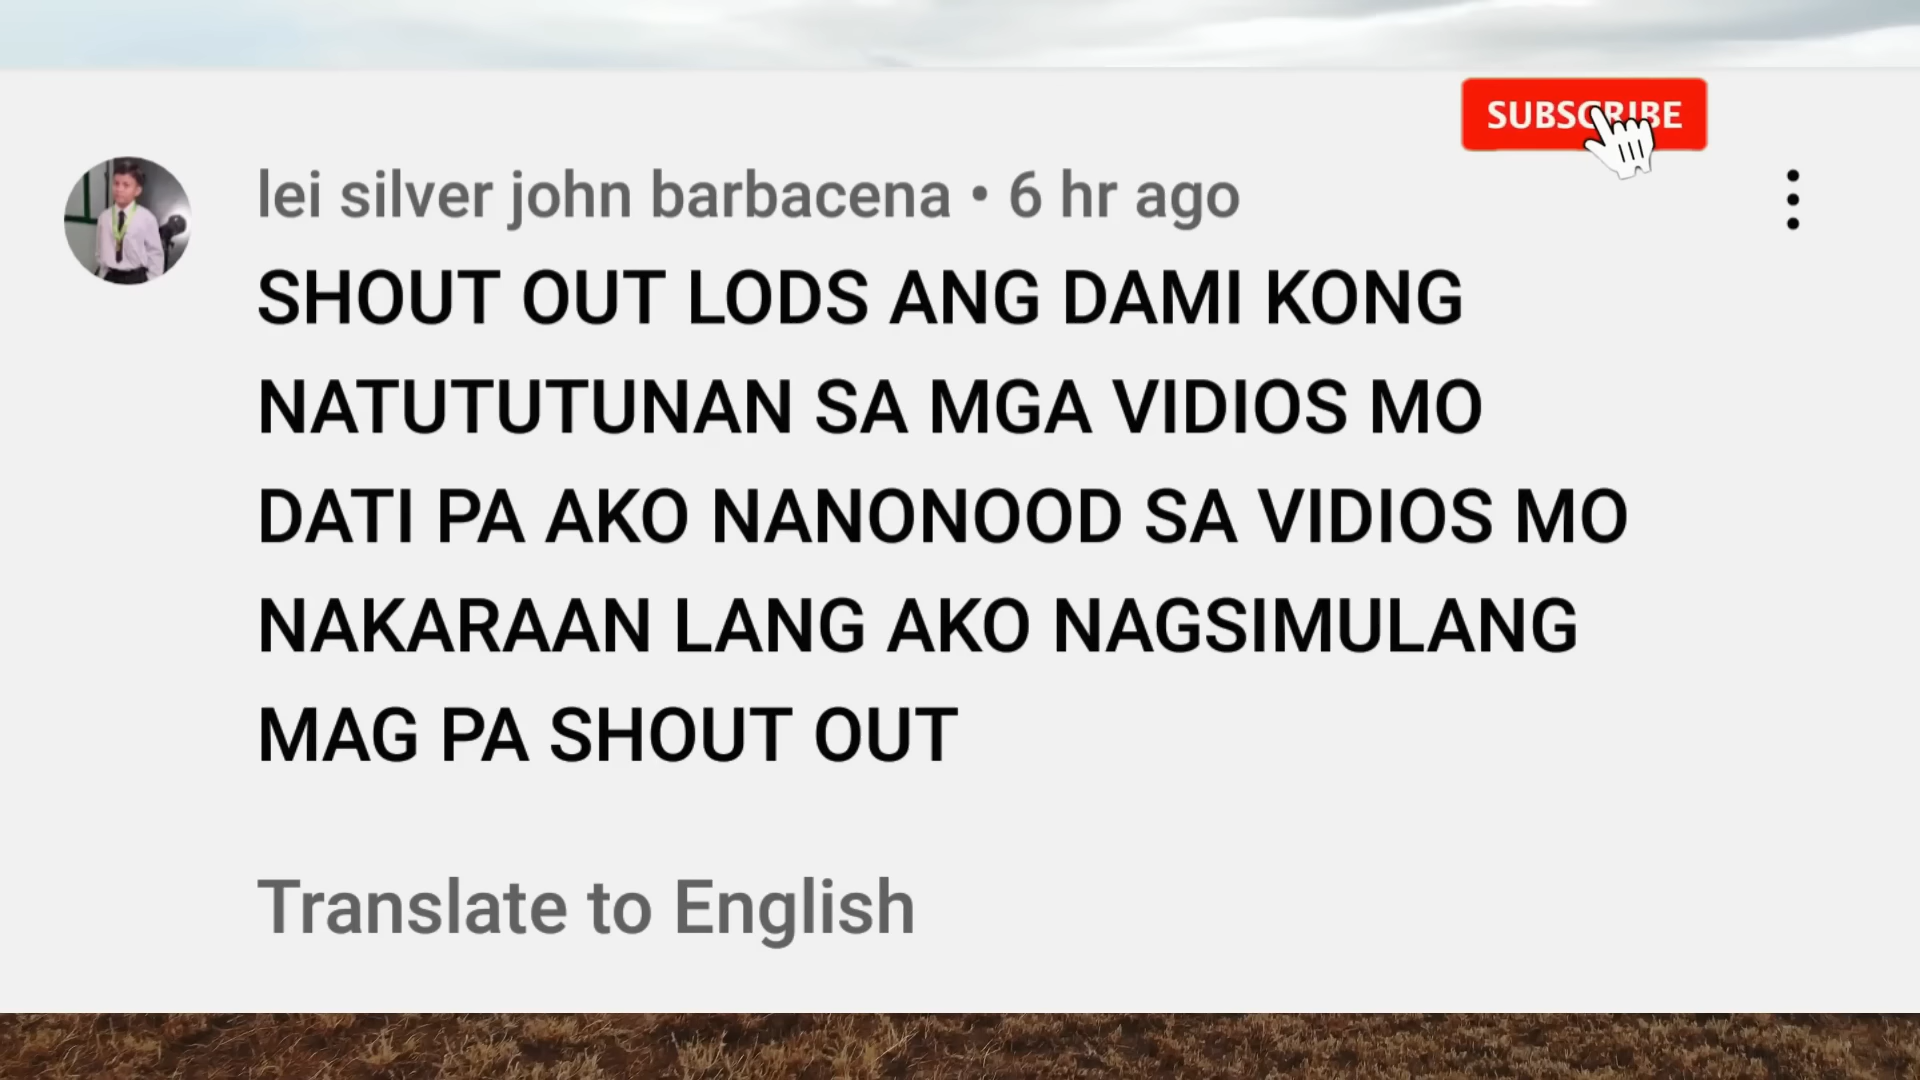 SUBSCRIBE
lei silver john barbacena • 6 hr ago
SHOUT OUT LODS ANG DAMI KONG
NATUTUTUNAN SA MGA VIDIOS MO
DATI PA AKO NANONOOD SA VIDIOS MO
NAKARAAN LANG AKO NAGSIMULANG
MAG PA SHOUT OUT
Translate to English